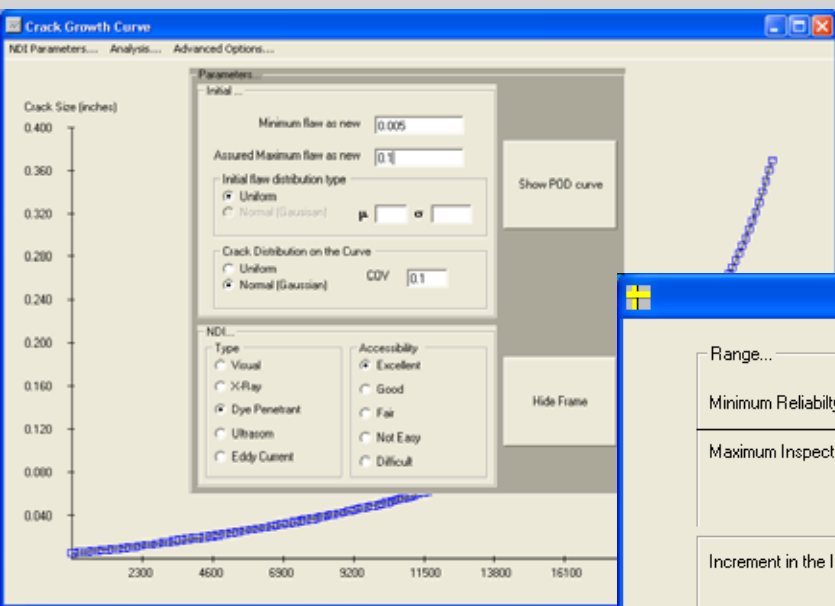 Crack Growth Curve
NDI Parameters... Analysis... Advanced Options...
Parameters...
Initial ...
Minimum flaw as new 0.005
Assured Maximum flaw as new 0.1
Initial flaw distribution type
Uniform
Normal (Gaussian) μ σ
Crack Distribution on the Curve
Uniform
Normal (Gaussian)
COV 0.1
Show POD curve
NDI...
Type
Visual
X-Ray
Dye Penetrant
Ultrasom
Eddy Current
Accessibility
Excellent
Good
Fair
Not Easy
Difficult
Hide Frame
Crack Size (inches)
0.400
0.360
0.320
0.280
0.240
0.200
0.160
0.120
0.080
0.040
2300 4600 6900 9200 11500 13800 16100
Range...
Minimum Reliabilty
Maximum Inspect
Increment in the I